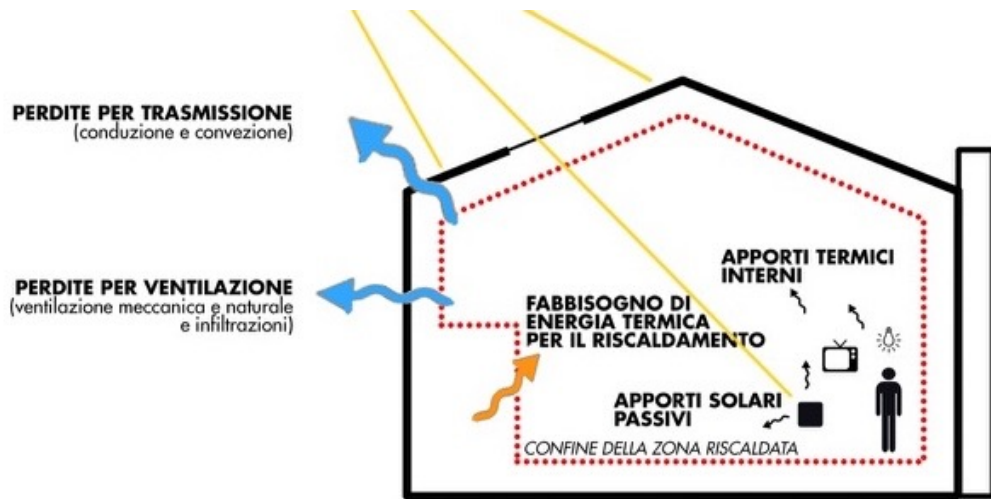 PERDITE PER TRASMISSIONE
(conduzione e convezione)
PERDITE PER VENTILAZIONE
(ventilazione meccanica e naturale
e infiltrazioni)
APPORTI TERMICI
INTERNI
FABBISOGNO DI
ENERGIA TERMICA
PER IL RISCALDAMENTO
APPORTI SOLARI
PASSIVI
CONFINE DELLA ZONA RISCALDATA